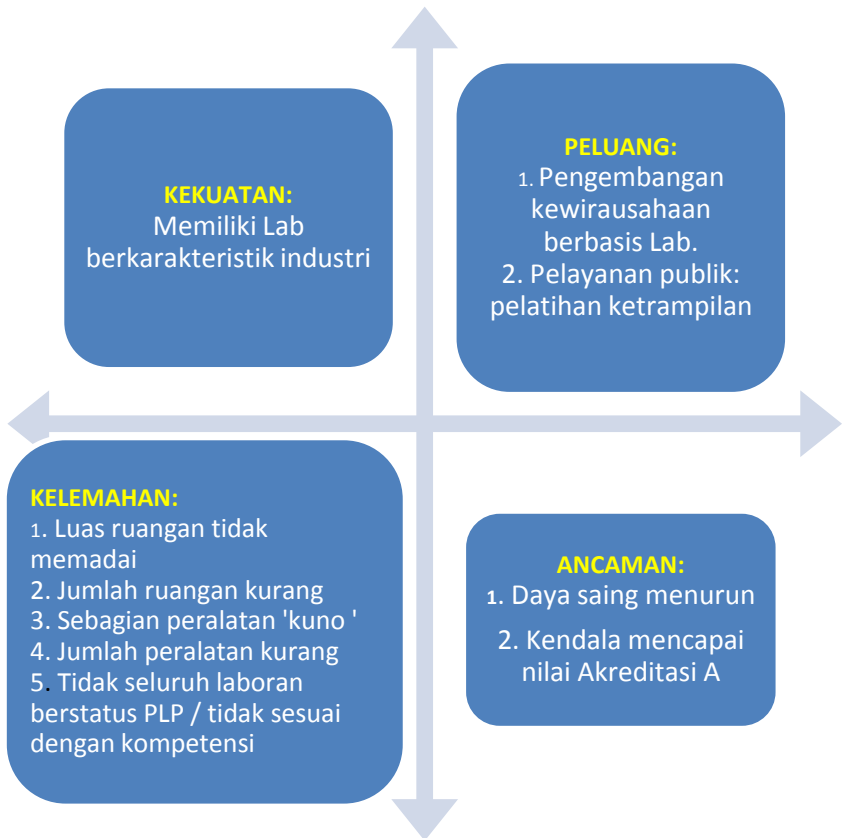 KEKUATAN:
Memiliki Lab
berkarakteristik industri
PELUANG:
1. Pengembangan
kewirausahaan
berbasis Lab.
2. Pelayanan publik:
pelatihan ketrampilan
KELEMAHAN:
1. Luas ruangan tidak
memadai
2. Jumlah ruangan kurang
3. Sebagian peralatan 'kuno '
4. Jumlah peralatan kurang
5. Tidak seluruh laboran
berstatus PLP / tidak sesuai
dengan kompetensi
ANCAMAN:
1. Daya saing menurun
2. Kendala mencapai
nilai Akreditasi A